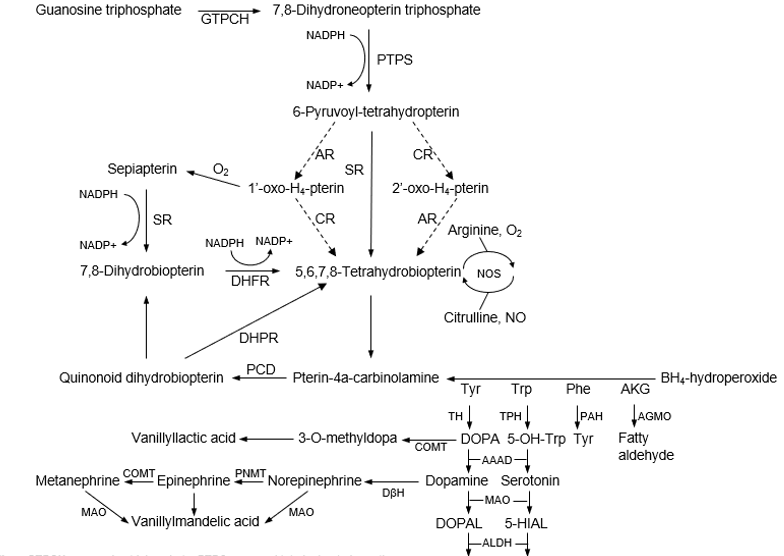 Guanosine triphosphate GTPCH 7,8-Dihydroneopterin triphosphate
NADPH
PTPS
NADP+
6-Pyruvoyl-tetrahydropterin
AR SR CR
Sepiapterin O₂
1'-oxo-H₄-pterin 2'-oxo-H₄-pterin
NADPH
SR
CR AR
NADP+
Arginine, O₂
NADPH NADP+
7,8-Dihydrobiopterin DHFR 5,6,7,8-Tetrahydrobiopterin NOS
Citrulline, NO
DHPR
Quinonoid dihydrobiopterin PCD Pterin-4a-carbinolamine BH₄-hydroperoxide
Tyr Trp Phe AKG
TH TPH PAH AGMO
Vanillyllactic acid 3-O-methyldopa COMT DOPA 5-OH-Trp Tyr Fatty
aldehyde
AAAD
Metanephrine COMT Epinephrine PNMT Norepinephrine DβH Dopamine Serotonin
MAO Vanillylmandelic acid MAO
MAO
DOPAL 5-HIAL
ALDH